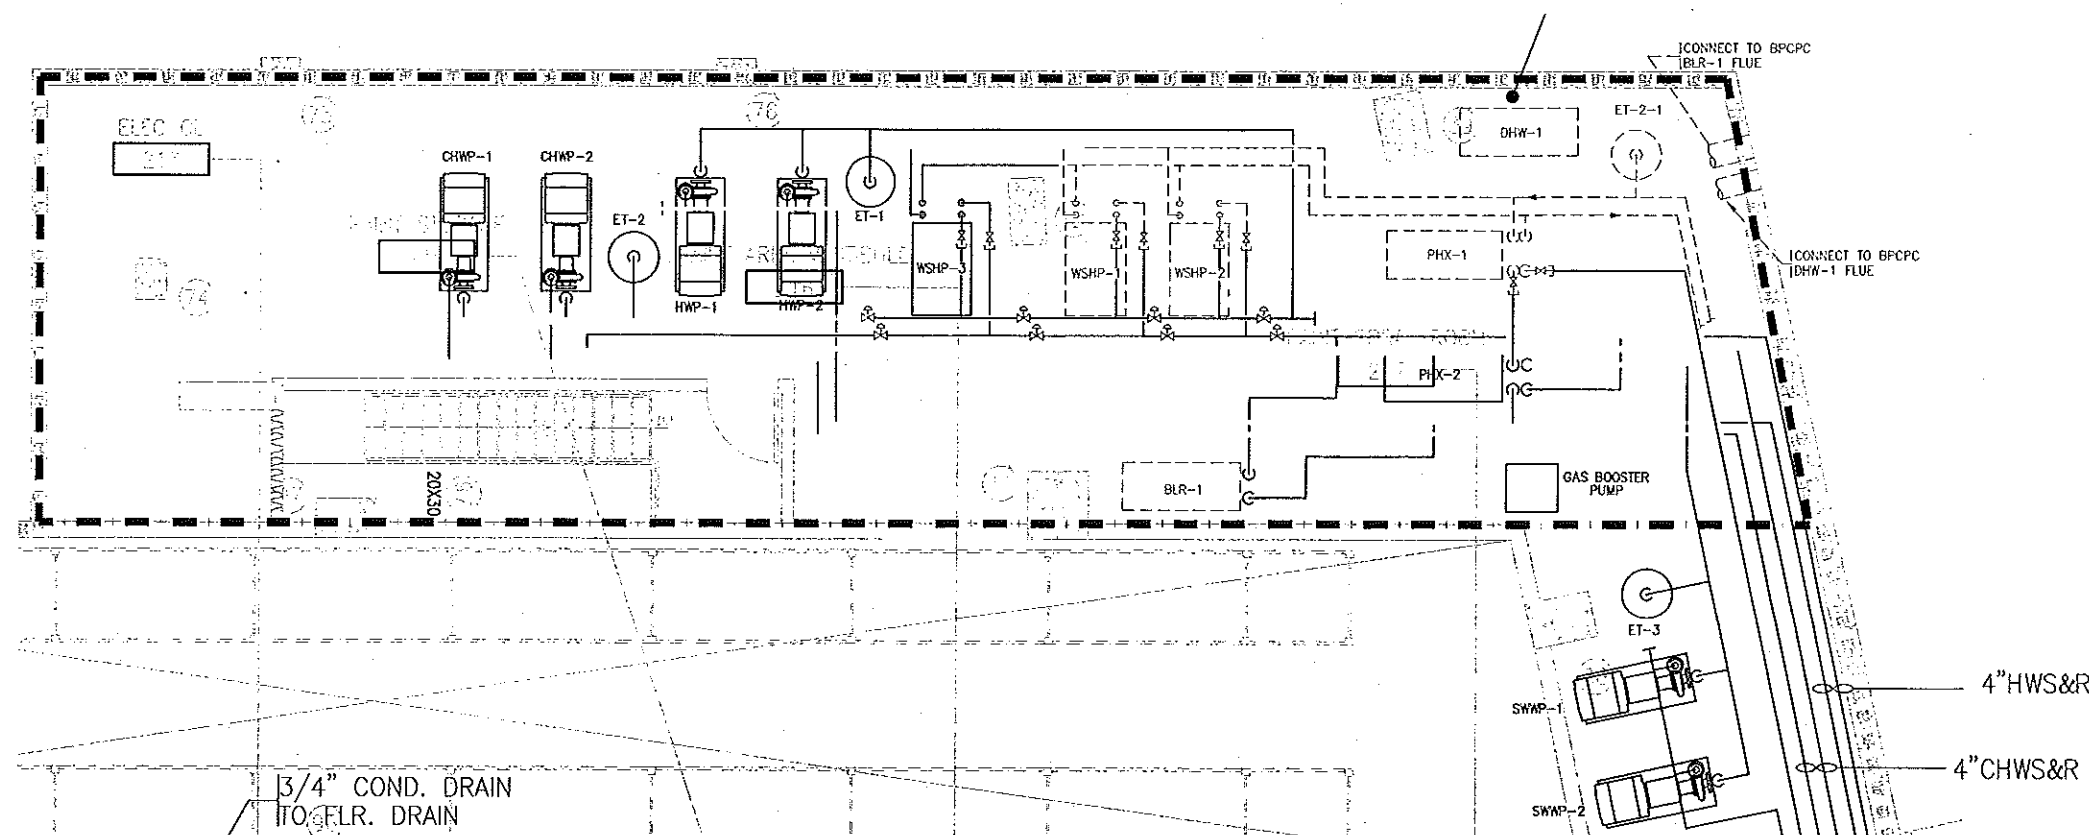 CONNECT TO BPCPC
BLR-1 FLUE
76
ELEC
DHW-1
ET-2-1
CHWP-1
CHWP-2
ET-2
ET-1
HWP-1
HWP-2
WSHP-3
WSHP-1
WSHP-2
PHX-1
CONNECT TO BPCPC
DHW-1 FLUE
74
PHX-2
20X30
BLR-1
GAS BOOSTER
PUMP
ET-3
SWWP-1
4"HWS&R
SWWP-2
4"CHWS&R
3/4" COND. DRAIN
TO FLR. DRAIN